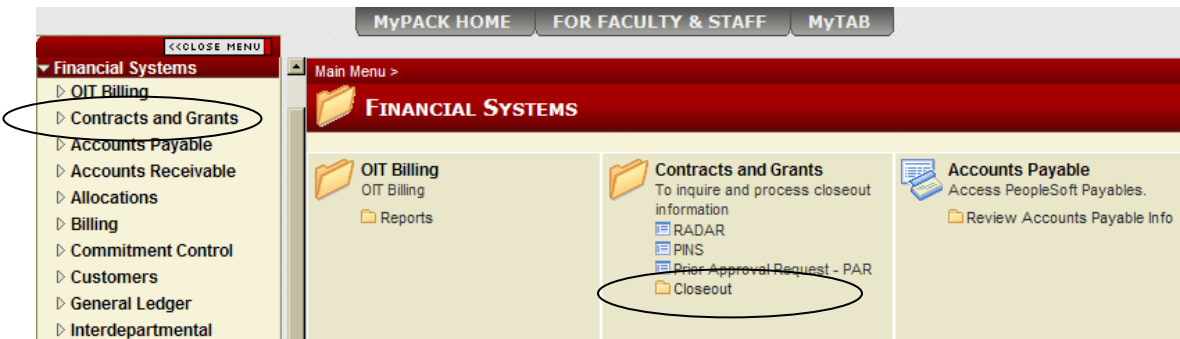 MyPACK HOME FOR FACULTY & STAFF MyTAB
<<CLOSE MENU
Financial Systems
OIT Billing
Contracts and Grants
Accounts Payable
Accounts Receivable
Allocations
Billing
Commitment Control
Customers
General Ledger
Interdepartmental
Main Menu >
FINANCIAL SYSTEMS
OIT Billing
OIT Billing
Reports
Contracts and Grants
To inquire and process closeout
information
RADAR
PINS
Prior Approval Request - PAR
Closeout
Accounts Payable
Access PeopleSoft Payables.
Review Accounts Payable Info